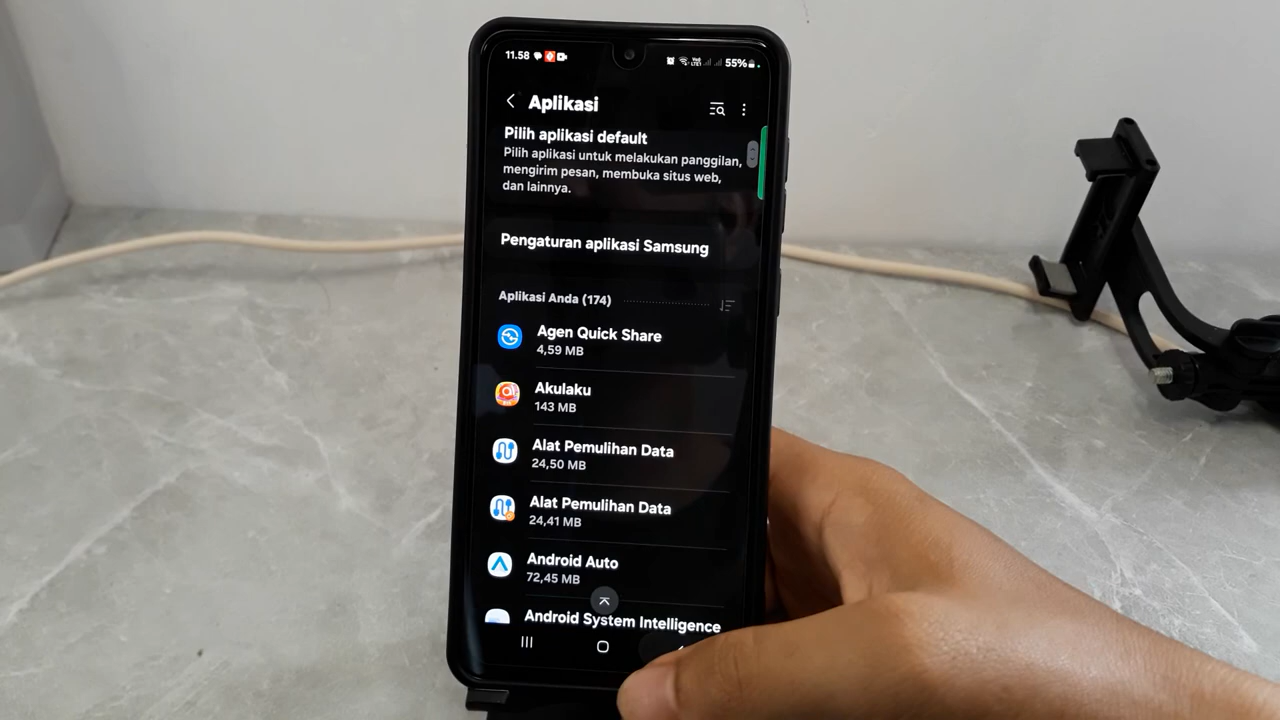 11.58
55%
Aplikasi
Pilih aplikasi default
Pilih aplikasi untuk melakukan panggilan,
mengirim pesan, membuka situs web,
dan lainnya.
Pengaturan aplikasi Samsung
Aplikasi Anda (174)
Agen Quick Share
4,59 MB
Akulaku
143 MB
Alat Pemulihan Data
24,50 MB
Alat Pemulihan Data
24,41 MB
Android Auto
72,45 MB
Android System Intelligence